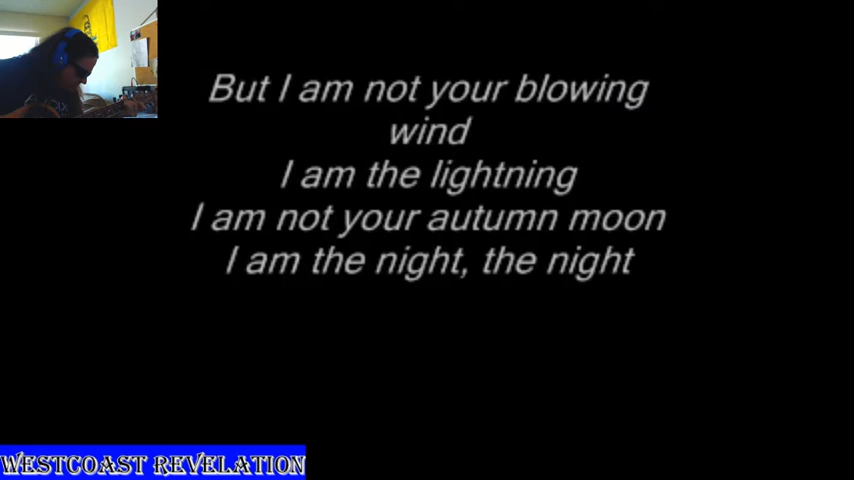 But I am not your blowing
wind
I am the lightning
I am not your autumn moon
I am the night, the night
WESTCOAST REVELATION